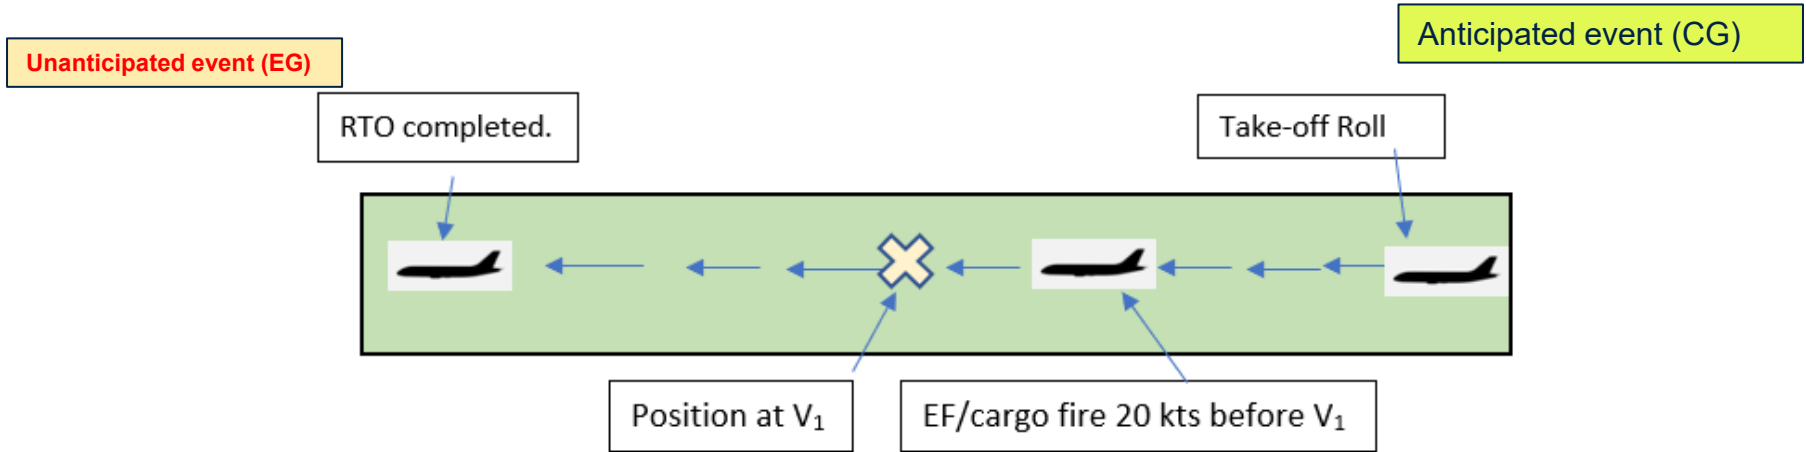 Anticipated event (CG)
Unanticipated event (EG)
RTO completed.
Take-off Roll
Position at V₁
EF/cargo fire 20 kts before V₁